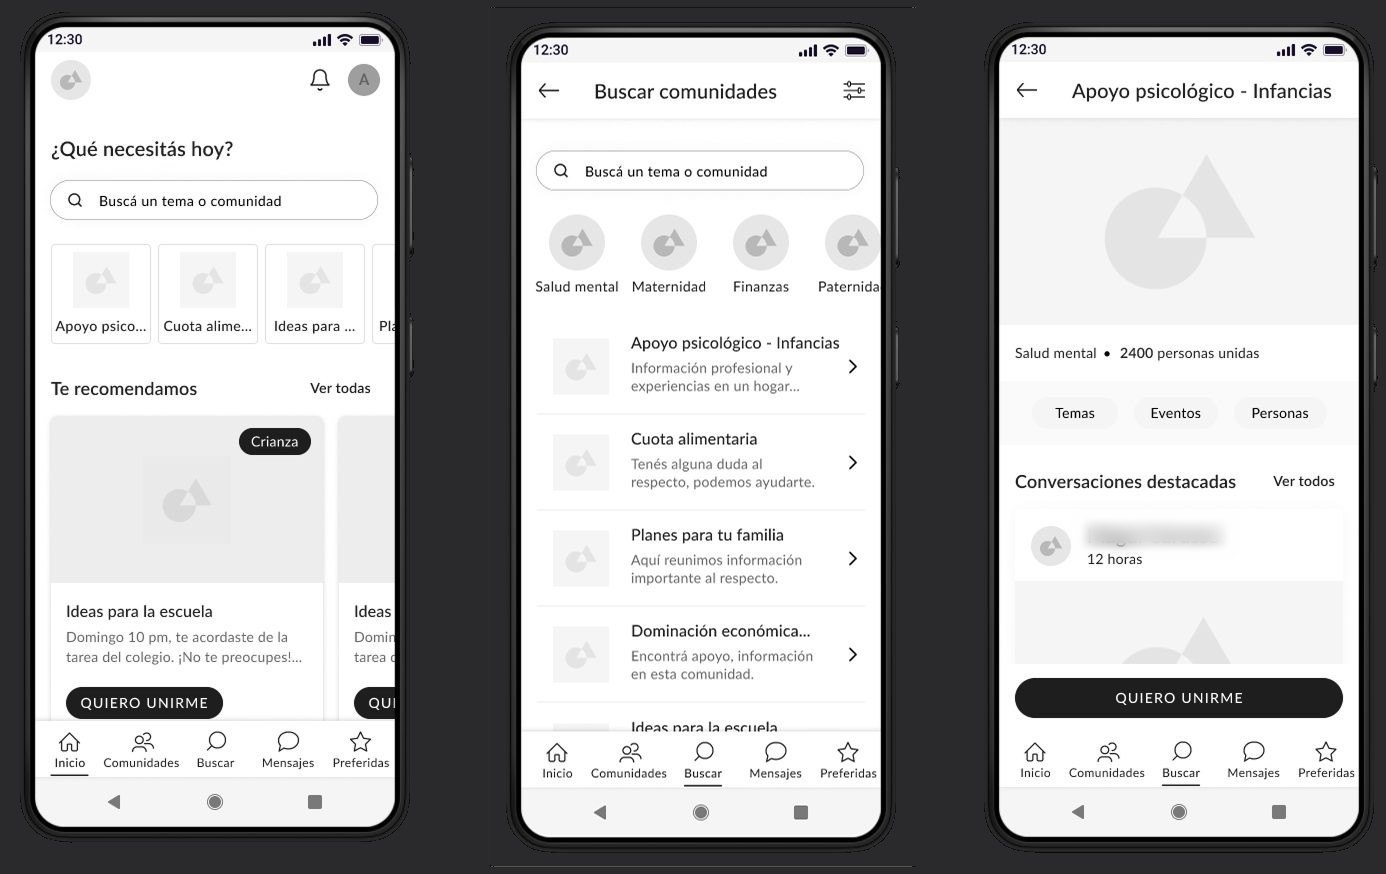 12:30
A
¿Qué necesitás hoy?
Buscá un tema o comunidad
Apoyo psico...
Cuota alime...
Ideas para ...
Pla
Te recomendamos
Ver todas
Crianza
Ideas para la escuela
Domingo 10 pm, te acordaste de la
tarea del colegio. ¡No te preocupes!...
QUIERO UNIRME
Ideas
Domin
tarea c
QUI
Inicio
Comunidades
Buscar
Mensajes
Preferidas
12:30
Buscar comunidades
Buscá un tema o comunidad
Salud mental
Maternidad
Finanzas
Paternida
Apoyo psicológico - Infancias
Información profesional y
experiencias en un hogar...
Cuota alimentaria
Tenés alguna duda al
respecto, podemos ayudarte.
Planes para tu familia
Aquí reunimos información
importante al respecto.
Dominación económica...
Encontrá apoyo, información
en esta comunidad.
Ideas para la escuela
Inicio
Comunidades
Buscar
Mensajes
Preferidas
12:30
Apoyo psicológico - Infancias
Salud mental • 2400 personas unidas
Temas
Eventos
Personas
Conversaciones destacadas
Ver todos
12 horas
QUIERO UNIRME
Inicio
Comunidades
Buscar
Mensajes
Preferidas